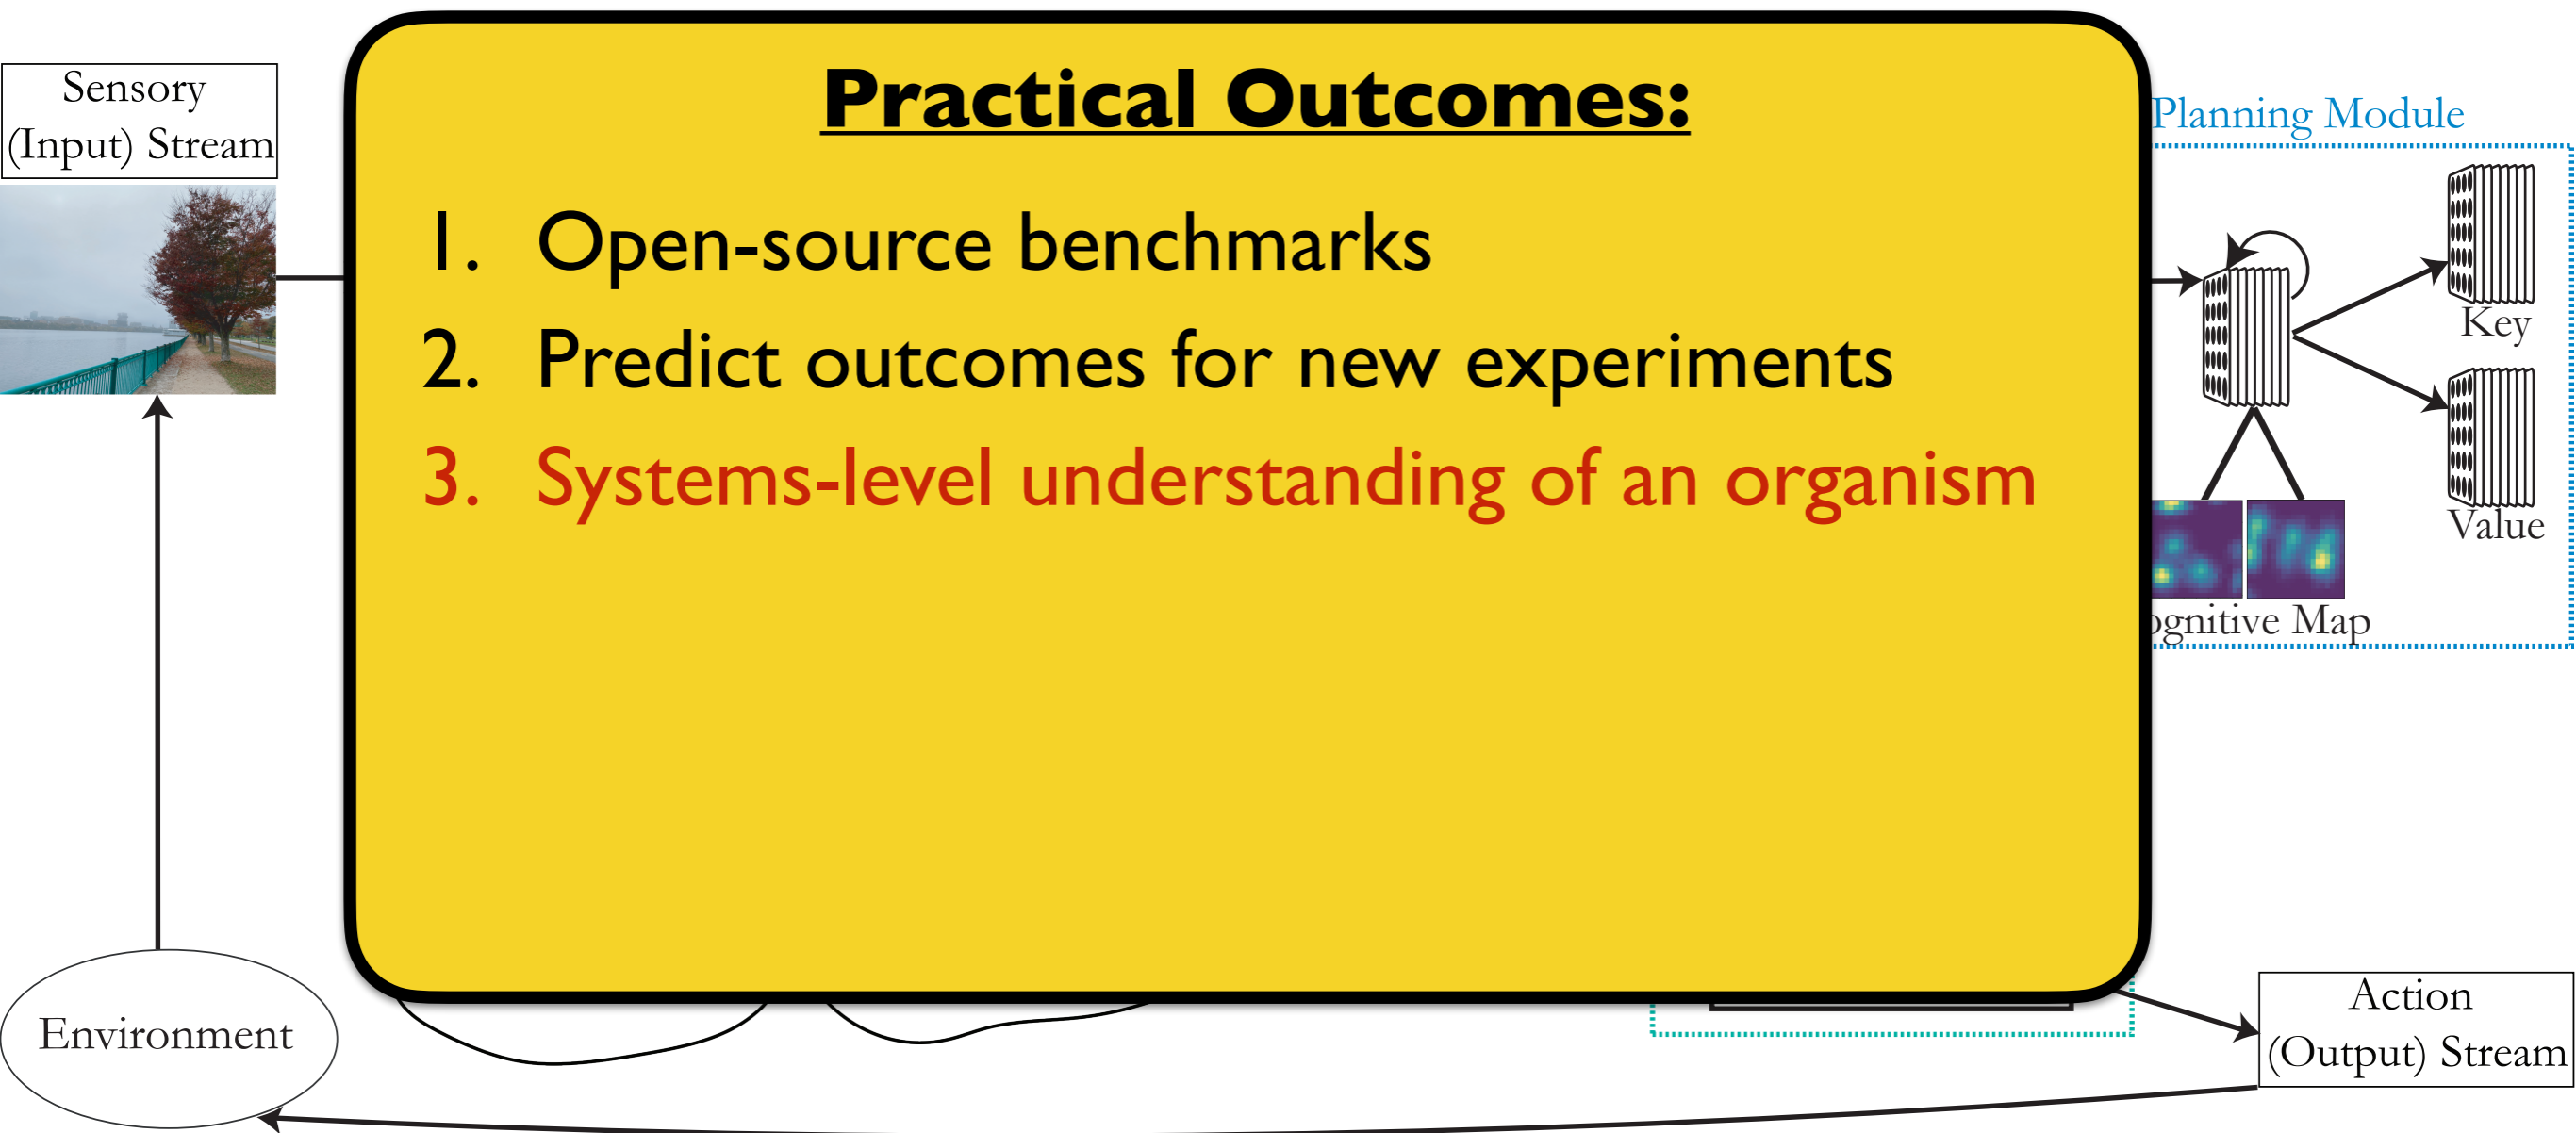 Sensory
(Input) Stream
Practical Outcomes:
1. Open-source benchmarks
2. Predict outcomes for new experiments
3. Systems-level understanding of an organism
Planning Module
Key
Value
ognitive Map
Environment
Action
(Output) Stream